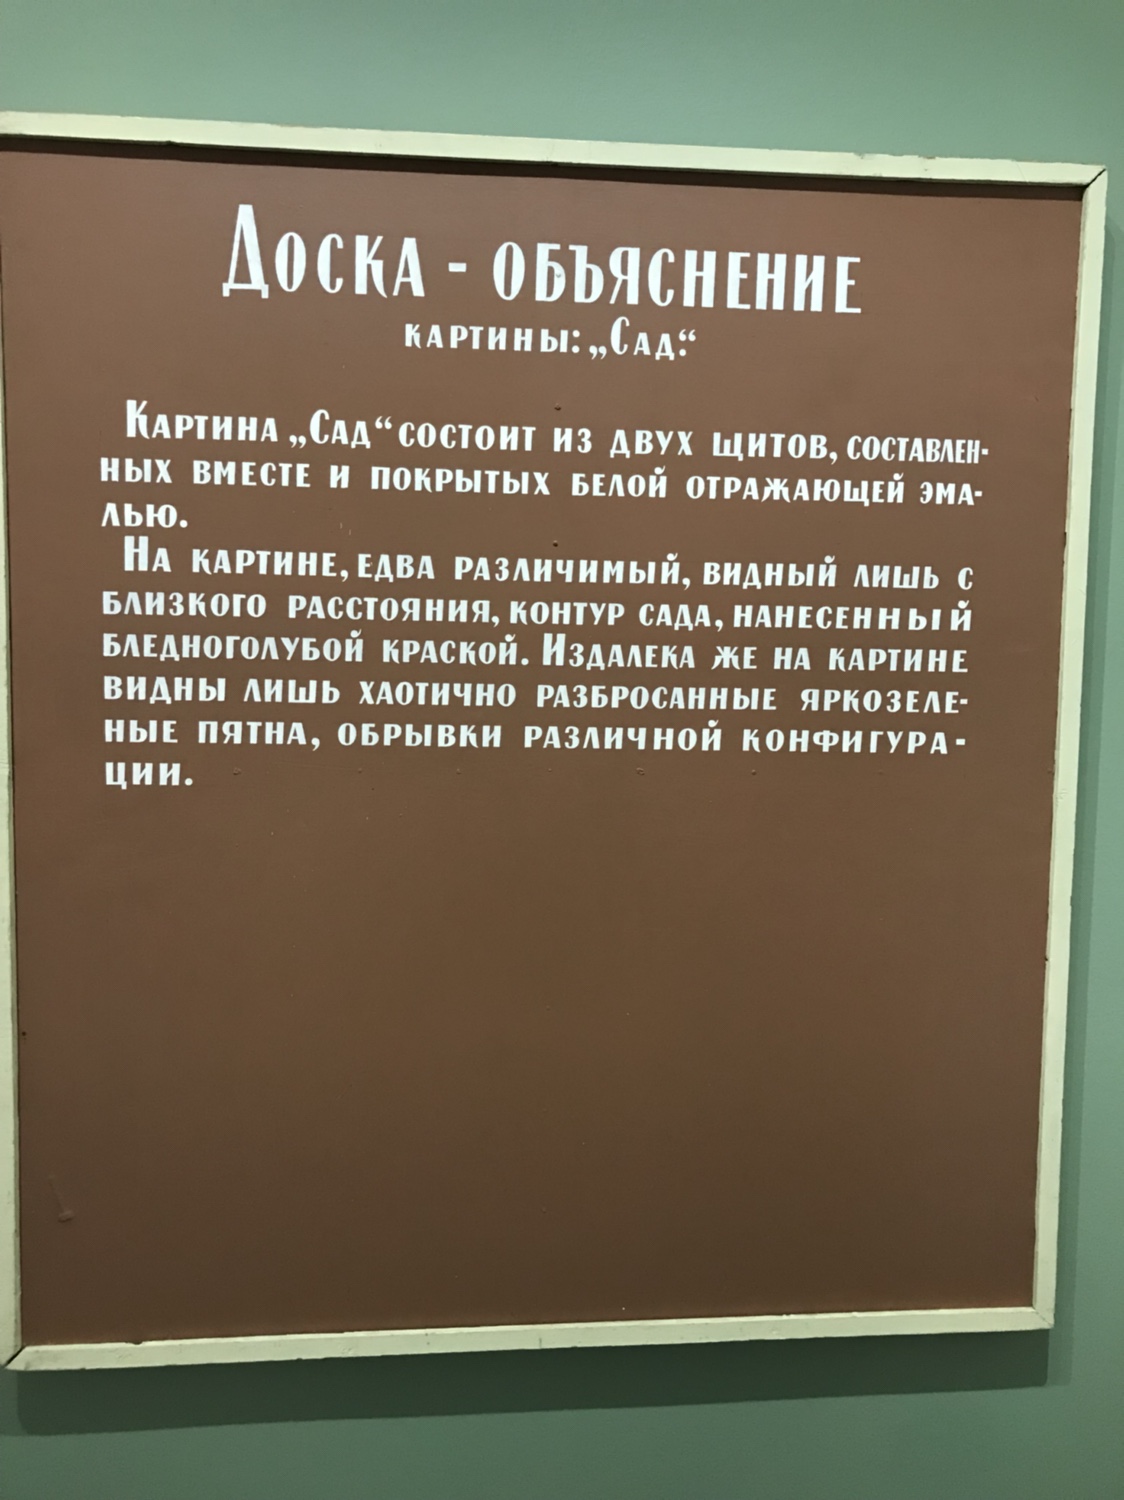 Доска - объяснение
картины: „Сад.“
Картина „Сад“ состоит из двух щитов, составлен-
ных вместе и покрытых белой отражающей эма-
лью.
На картине, едва различимый, видный лишь с
близкого расстояния, контур сада, нанесенный
бледноголубой краской. Издалека же на картине
видны лишь хаотично разбросанные яркозеле-
ные пятна, обрывки различной конфигура-
ции.